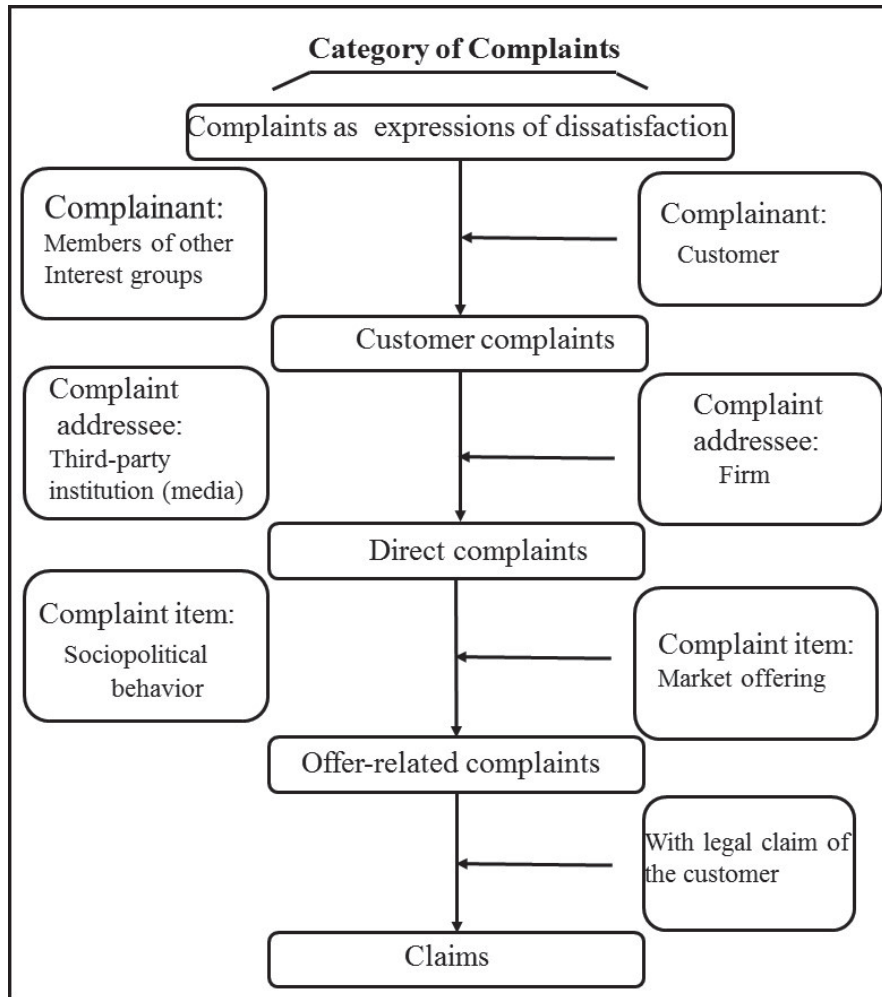 Category of Complaints
Complaints as expressions of dissatisfaction
Complainant:
Members of other
Interest groups
Complainant:
Customer
Customer complaints
Complaint
addressee:
Third-party
institution (media)
Complaint
addressee:
Firm
Direct complaints
Complaint item:
Sociopolitical
behavior
Complaint item:
Market offering
Offer-related complaints
With legal claim of
the customer
Claims